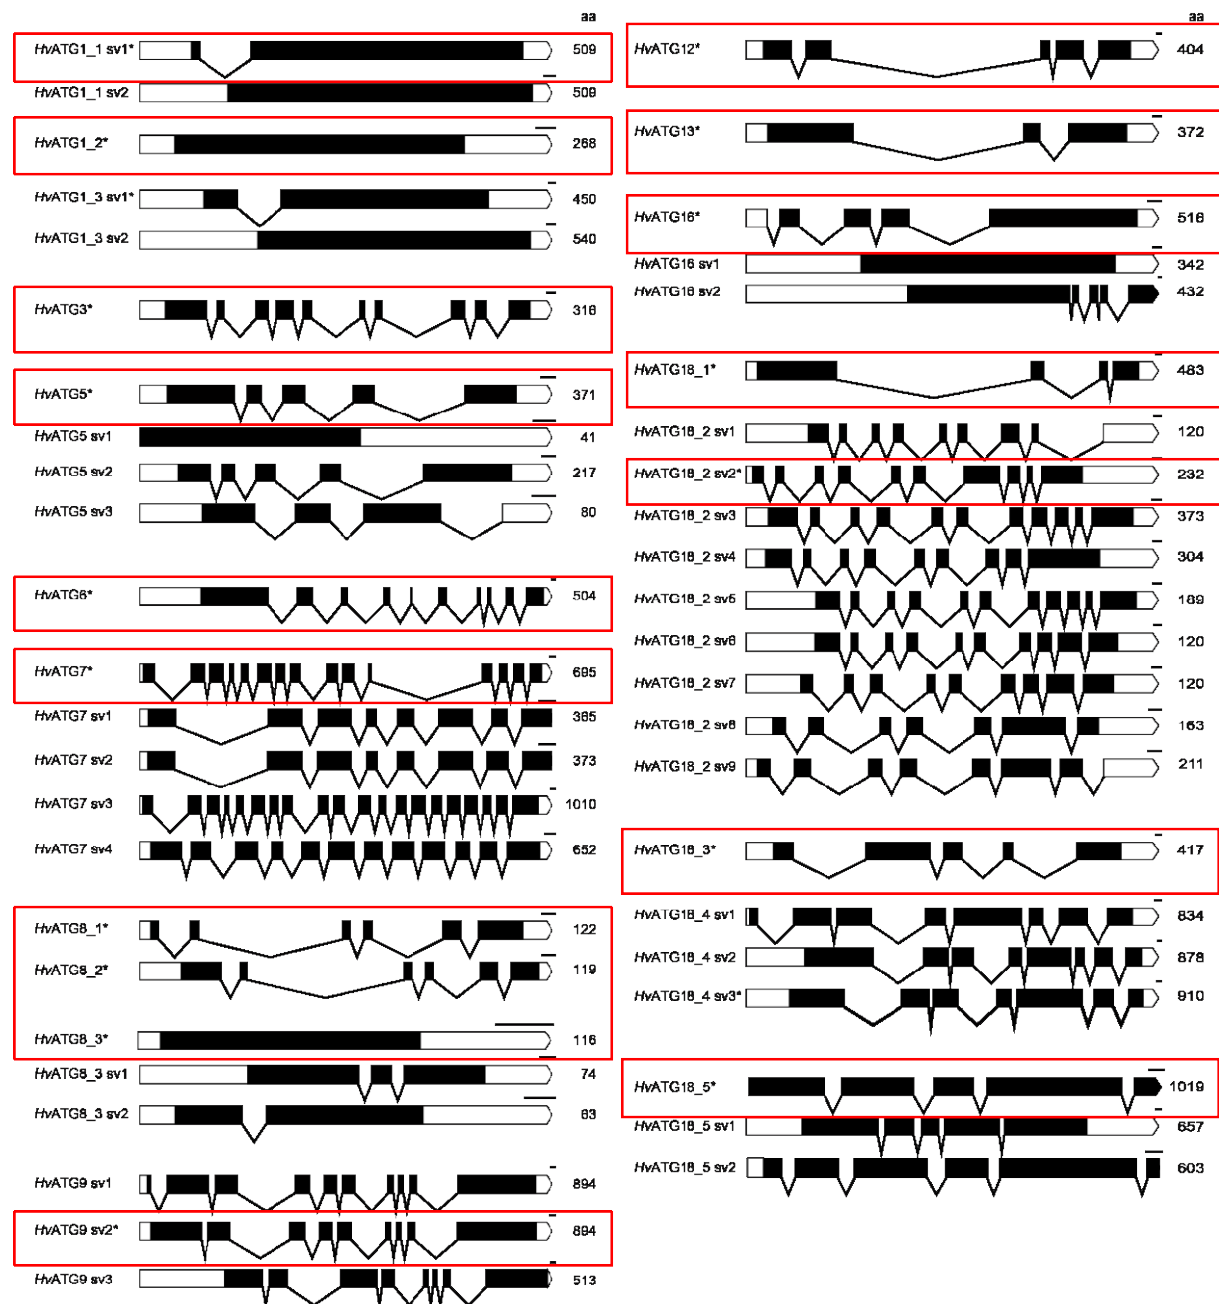 aa
HvATG1_1 sv1* 509
HvATG1_1 sv2 509
HvATG1_2* 268
HvATG1_3 sv1* 450
HvATG1_3 sv2 540
HvATG3* 316
HvATG5* 371
HvATG5 sv1 41
HvATG5 sv2 217
HvATG5 sv3 80
HvATG6* 504
HvATG7* 695
HvATG7 sv1 385
HvATG7 sv2 373
HvATG7 sv3 1010
HvATG7 sv4 652
HvATG8_1* 122
HvATG8_2* 119
HvATG8_3* 116
HvATG8_3 sv1 74
HvATG8_3 sv2 83
HvATG9 sv1 894
HvATG9 sv2* 894
HvATG9 sv3 513
aa
HvATG12* 404
HvATG13* 372
HvATG16* 516
HvATG16 sv1 342
HvATG16 sv2 432
HvATG18_1* 483
HvATG18_2 sv1 120
HvATG18_2 sv2* 232
HvATG18_2 sv3 373
HvATG18_2 sv4 304
HvATG18_2 sv5 189
HvATG18_2 sv6 120
HvATG18_2 sv7 120
HvATG18_2 sv8 163
HvATG18_2 sv9 211
HvATG18_3* 417
HvATG18_4 sv1 834
HvATG18_4 sv2 878
HvATG18_4 sv3* 910
HvATG18_5* 1019
HvATG18_5 sv1 657
HvATG18_5 sv2 603